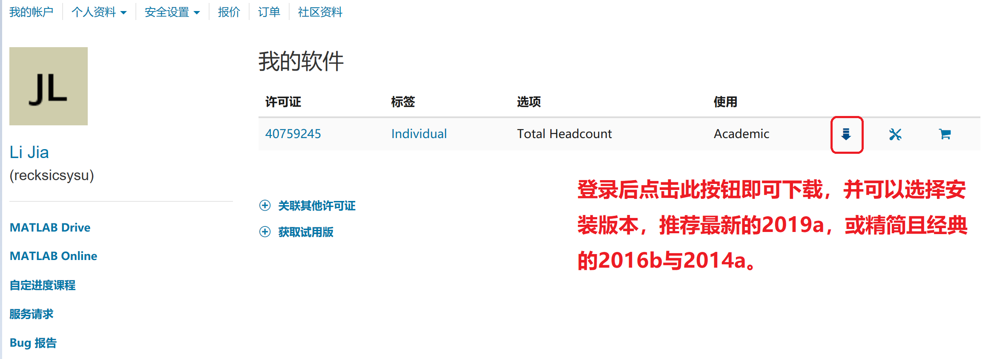 我的帐户 个人资料 安全设置 报价 订单 社区资料
JL
Li Jia
(recksicsysu)
MATLAB Drive
MATLAB Online
自定进度课程
服务请求
Bug 报告
我的软件
许可证 标签 选项 使用
40759245 Individual Total Headcount Academic
关联其他许可证
获取试用版
登录后点击此按钮即可下载，并可以选择安
装版本，推荐最新的2019a，或精简且经典
的2016b与2014a。